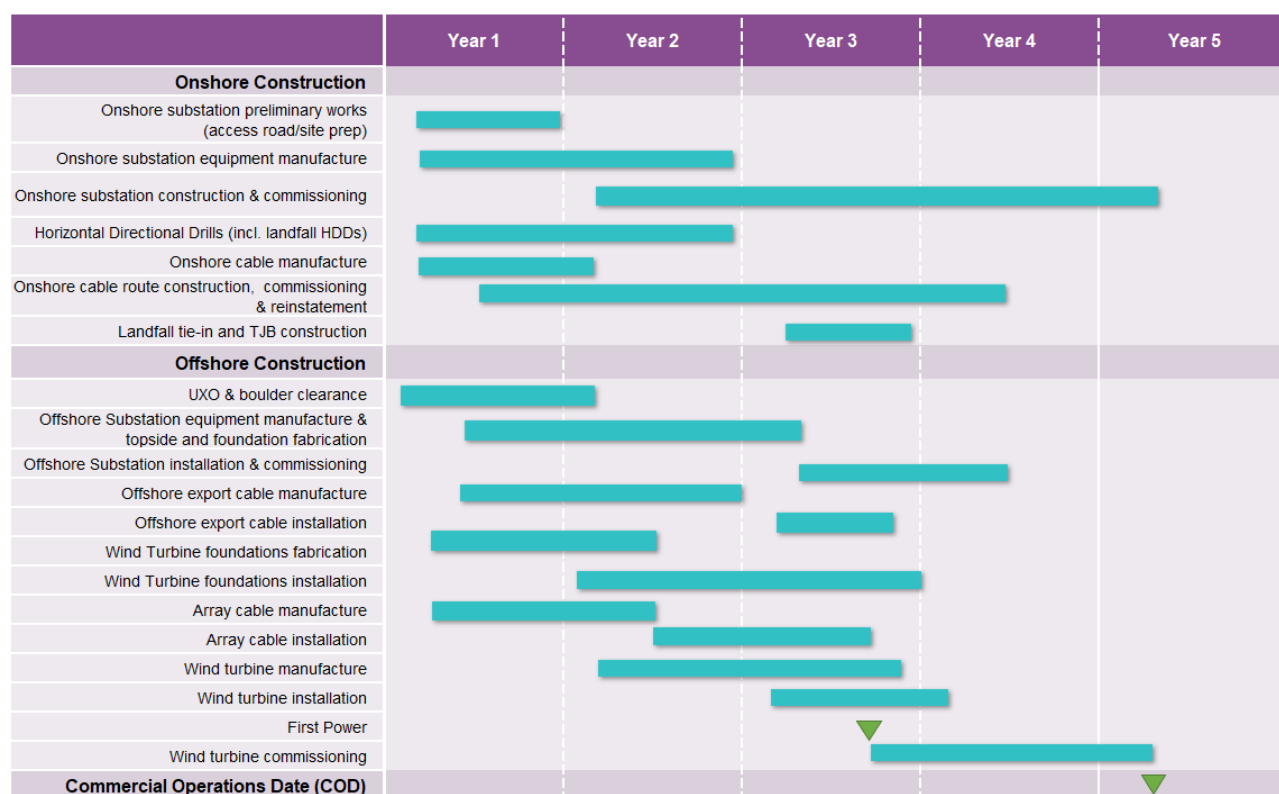 Year 1 Year 2 Year 3 Year 4 Year 5
Onshore Construction
Onshore substation preliminary works
(access road/site prep)
Onshore substation equipment manufacture
Onshore substation construction & commissioning
Horizontal Directional Drills (incl. landfall HDDs)
Onshore cable manufacture
Onshore cable route construction, commissioning
& reinstatement
Landfall tie-in and TJB construction
Offshore Construction
UXO & boulder clearance
Offshore Substation equipment manufacture &
topside and foundation fabrication
Offshore Substation installation & commissioning
Offshore export cable manufacture
Offshore export cable installation
Wind Turbine foundations fabrication
Wind Turbine foundations installation
Array cable manufacture
Array cable installation
Wind turbine manufacture
Wind turbine installation
First Power
Wind turbine commissioning
Commercial Operations Date (COD)